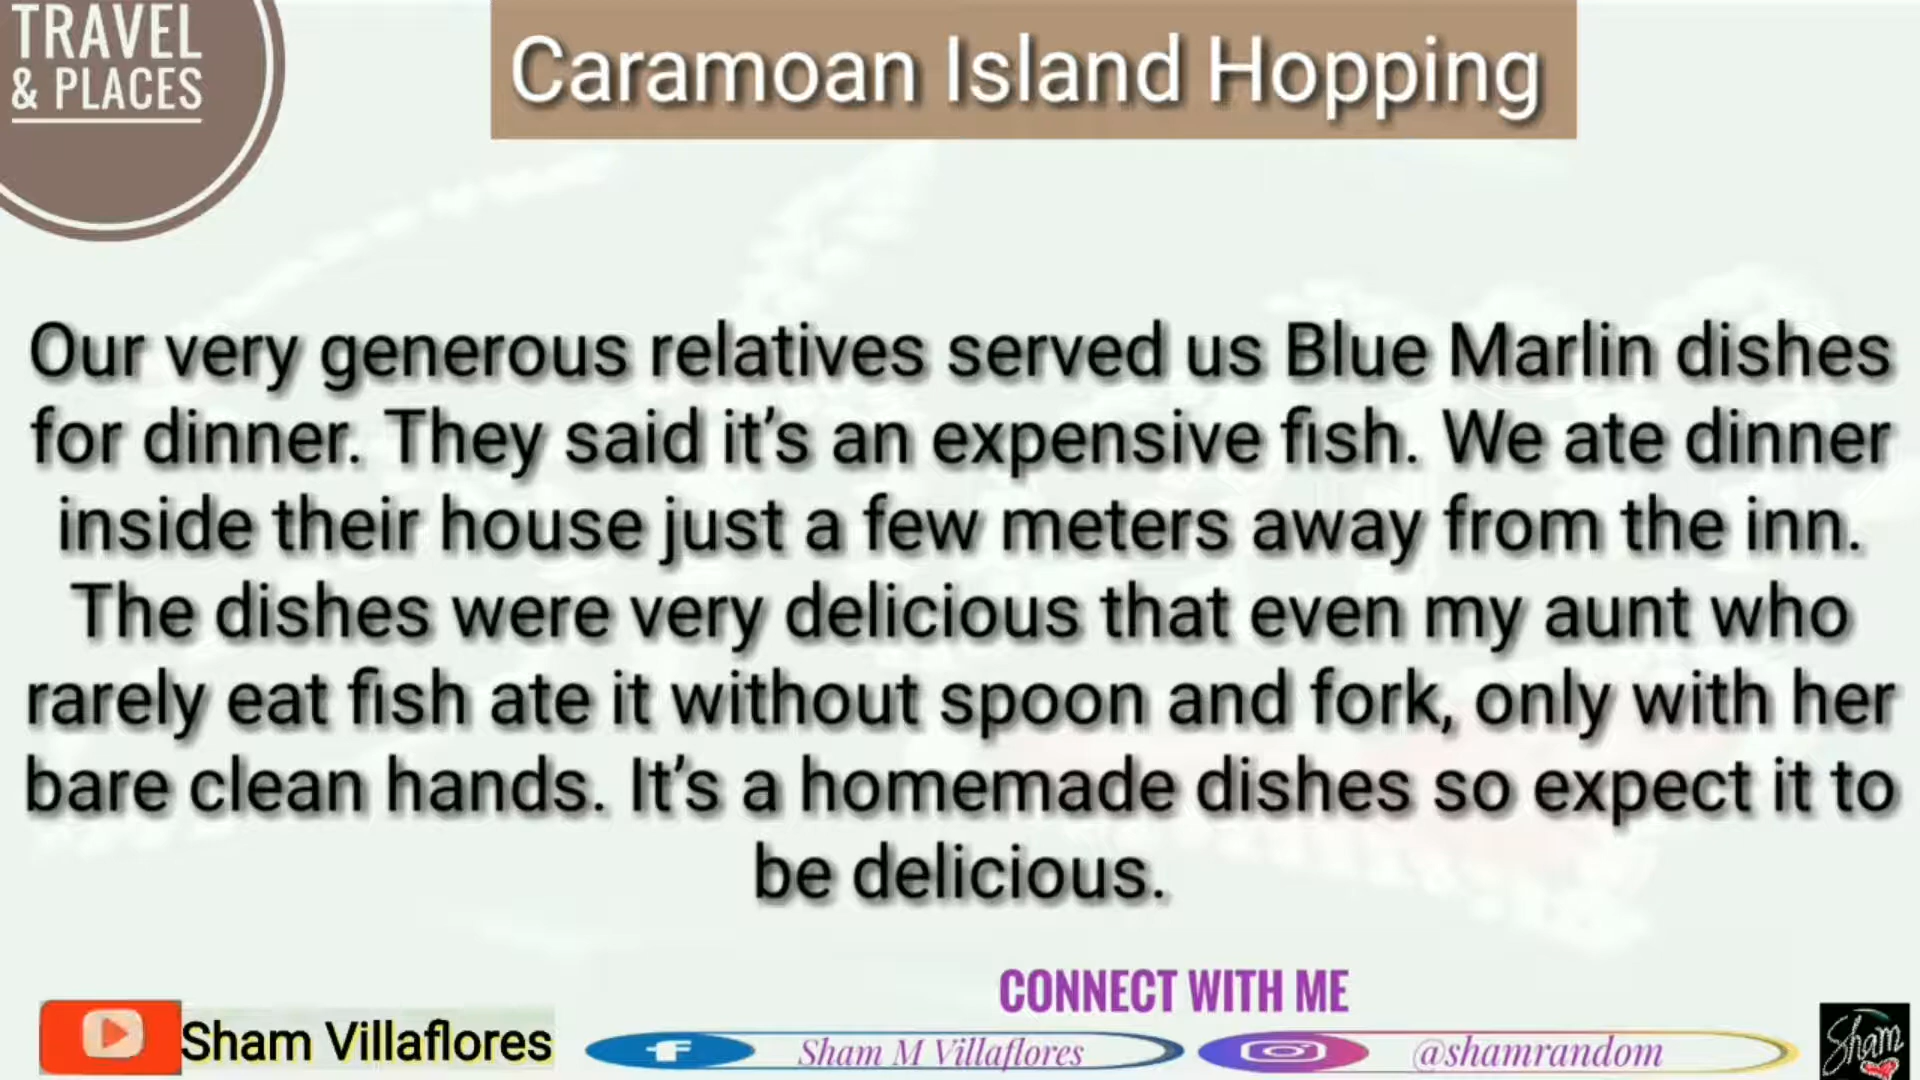 TRAVEL
& PLACES
Caramoan Island Hopping
Our very generous relatives served us Blue Marlin dishes
for dinner. They said it’s an expensive fish. We ate dinner
inside their house just a few meters away from the inn.
The dishes were very delicious that even my aunt who
rarely eat fish ate it without spoon and fork, only with her
bare clean hands. It’s a homemade dishes so expect it to
be delicious.
CONNECT WITH ME
Sham Villaflores
Sham M Villaflores
@shamrandom
Sham